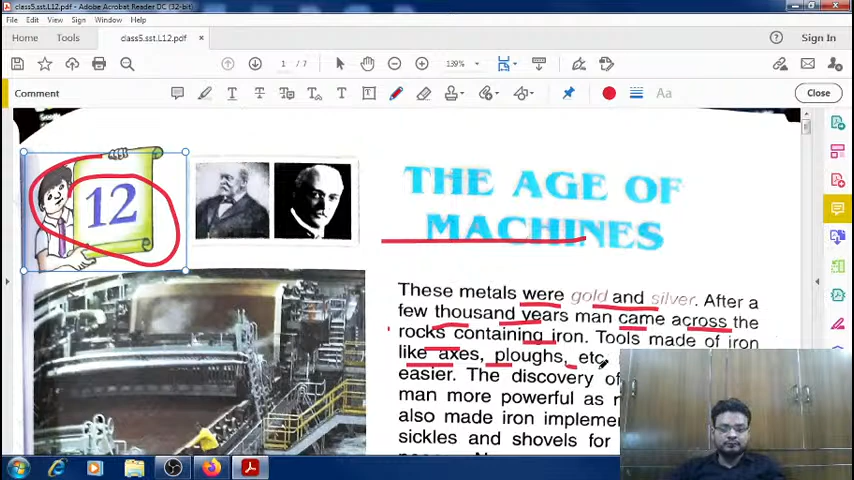 class5.sst.L12.pdf - Adobe Acrobat Reader DC (32-bit)
File Edit View Sign Window Help
Home Tools class5.sst.L12.pdf × Sign In
1 / 7 139%
Comment Close
12
THE AGE OF
MACHINES
These metals were gold and silver. After a
few thousand years man came across the
rocks containing iron. Tools made of iron
like axes, ploughs, etc
easier. The discovery of
man more powerful as
also made iron implemen
sickles and shovels for